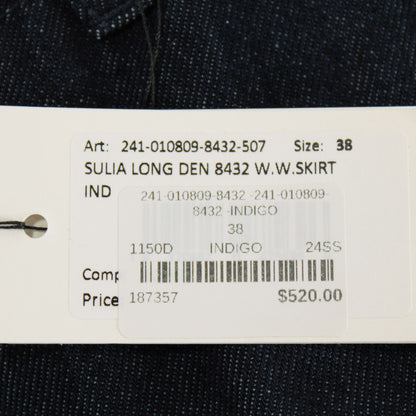 Art: 241-010809-8432-507 Size: 38
SULIA LONG DEN 8432 W.W.SKIRT
IND
241-010809-8432 -241-010809-
8432 -INDIGO
38
1150D INDIGO 24SS
Comp
Price
187357 $520.00